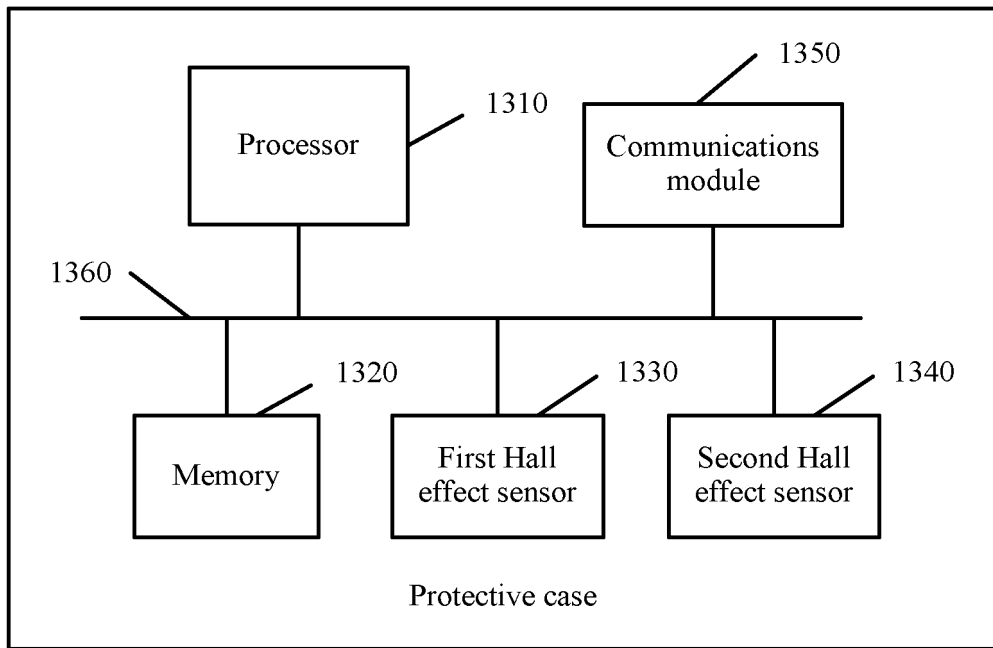 1350
1310
Processor
Communications
module
1360
1320
1330
1340
Memory
First Hall
effect sensor
Second Hall
effect sensor
Protective case